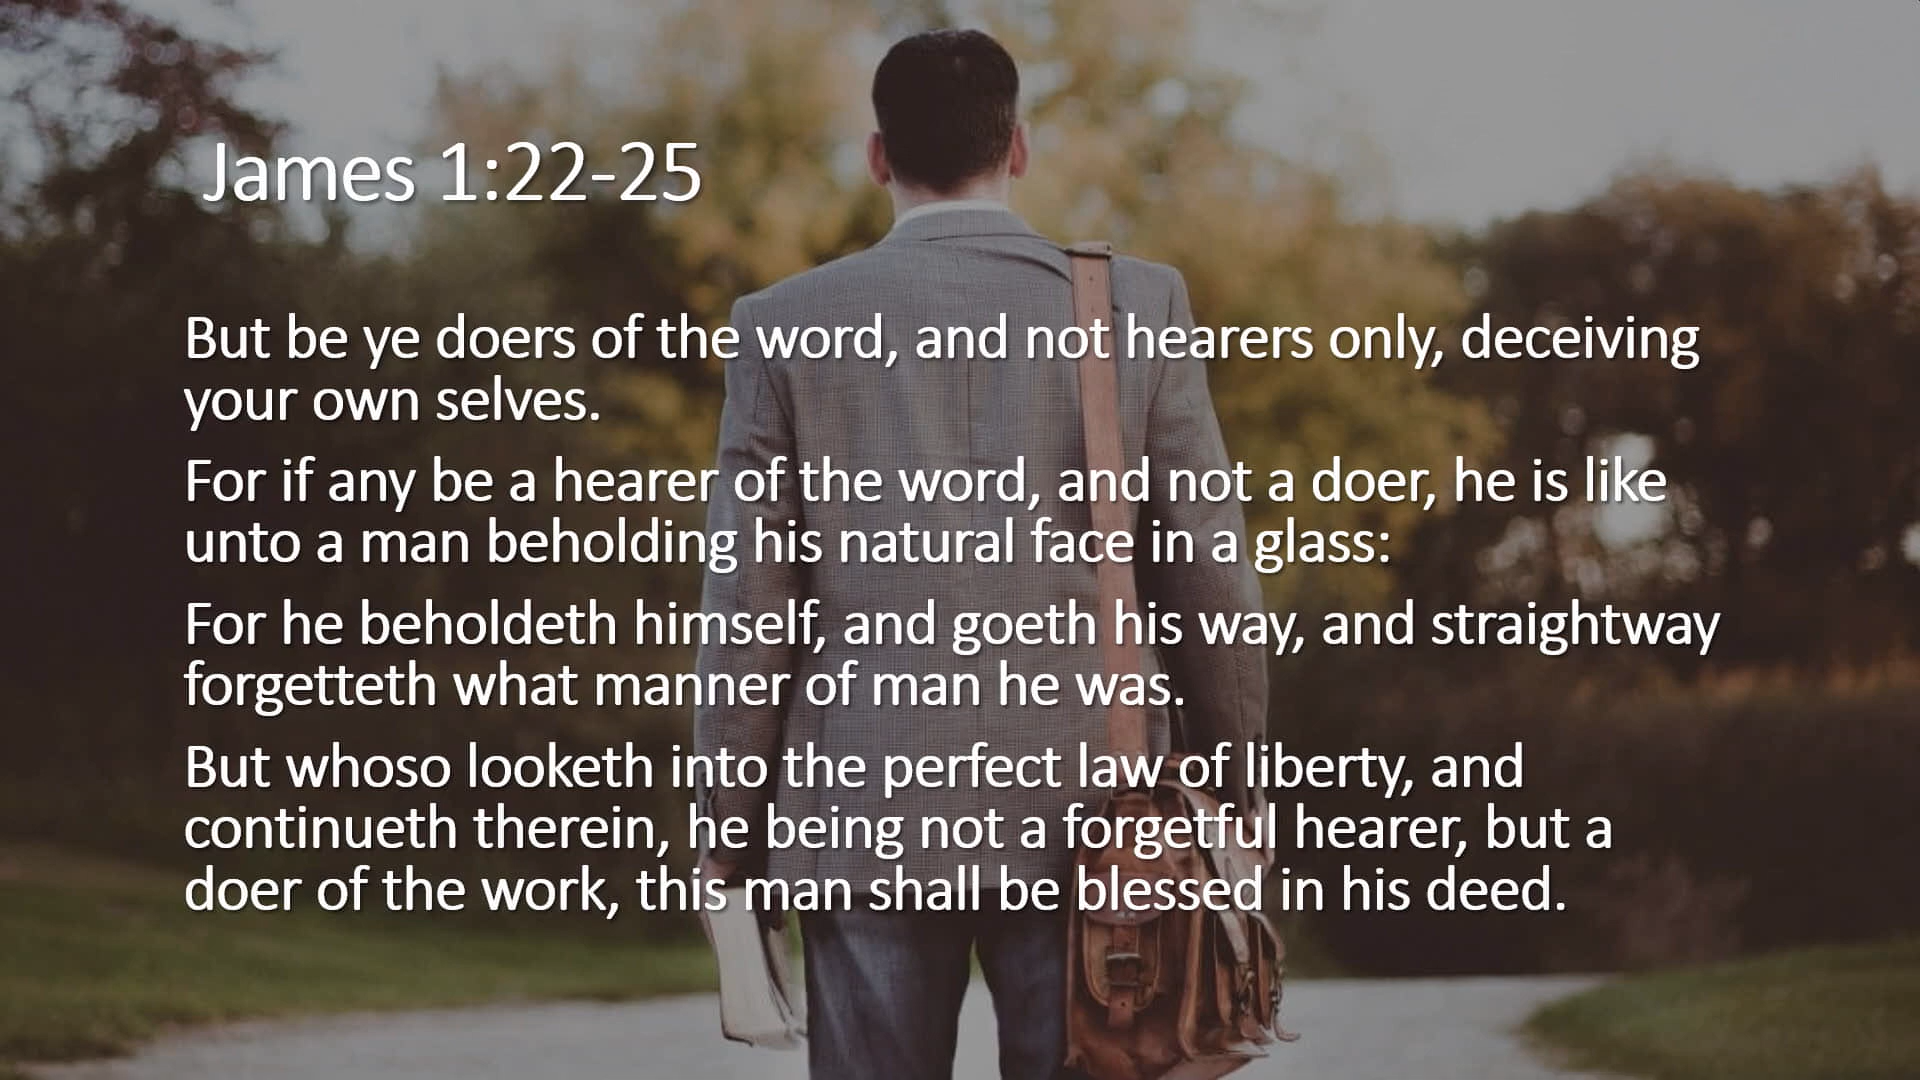 James 1:22-25
But be ye doers of the word, and not hearers only, deceiving
your own selves.
For if any be a hearer of the word, and not a doer, he is like
unto a man beholding his natural face in a glass:
For he beholdeth himself, and goeth his way, and straightway
forgetteth what manner of man he was.
But whoso looketh into the perfect law of liberty, and
continueth therein, he being not a forgetful hearer, but a
doer of the work, this man shall be blessed in his deed.